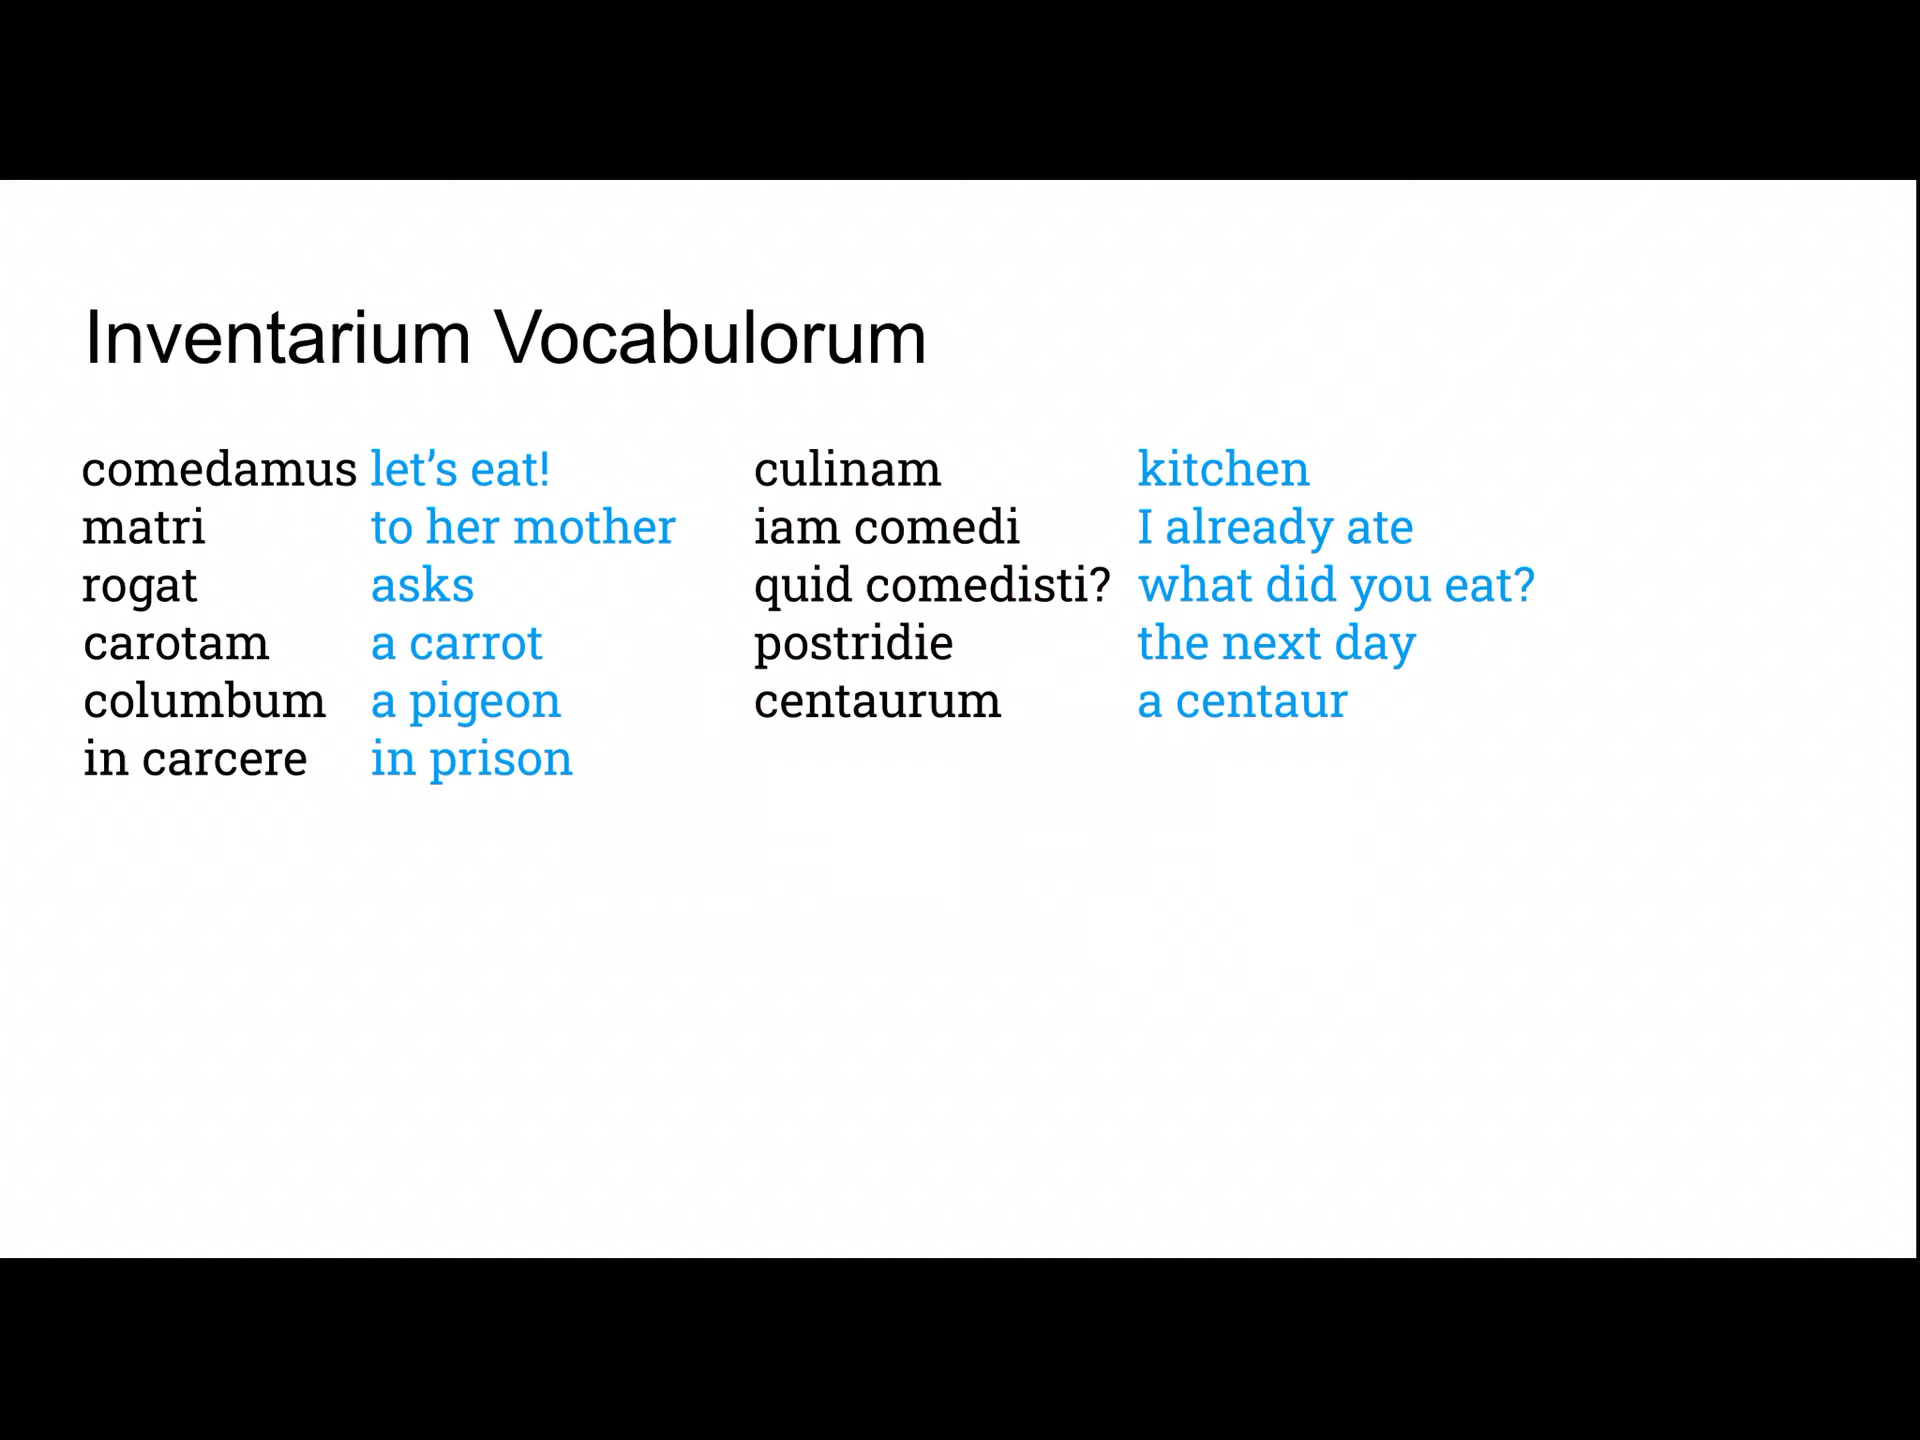 Inventarium Vocabulorum
comedamus let’s eat!
matri to her mother
rogat asks
carotam a carrot
columbum a pigeon
in carcere in prison
culinam kitchen
iam comedi I already ate
quid comedisti? what did you eat?
postridie the next day
centaurum a centaur